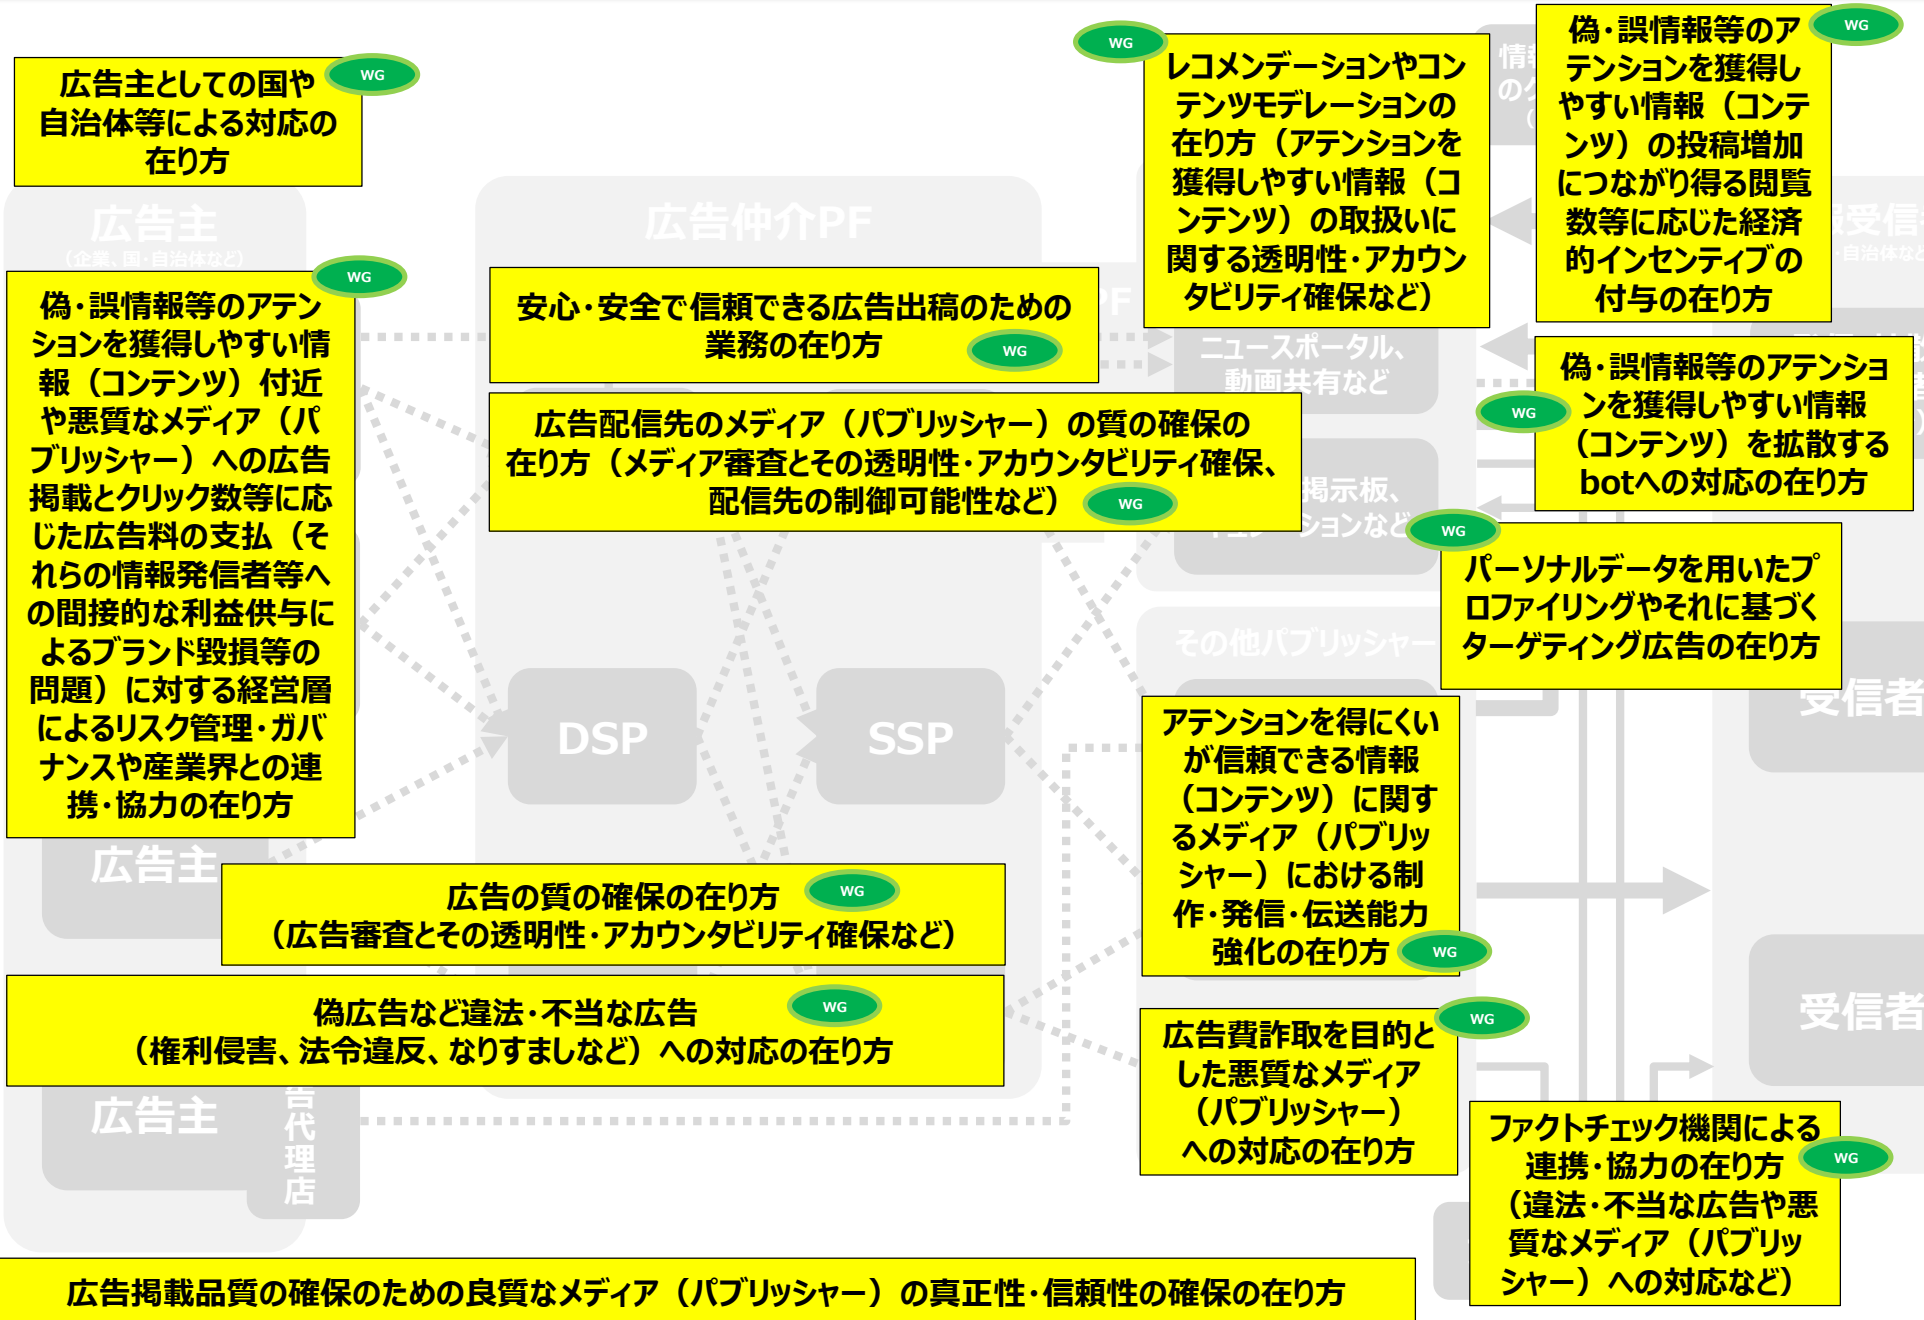 広告主としての国や
自治体等による対応の
在り方
WG
広告主
(企業、国・自治体など)
WG
偽・誤情報等のアテン
ションを獲得しやすい情
報（コンテンツ）付近
や悪質なメディア（パ
ブリッシャー）への広告
掲載とクリック数等に応
じた広告料の支払（そ
れらの情報発信者等へ
の間接的な利益供与に
よるブランド毀損等の
問題）に対する経営層
によるリスク管理・ガバ
ナンスや産業界との連
携・協力の在り方
広告主
広告仲介PF
安心・安全で信頼できる広告出稿のための
業務の在り方
WG
広告配信先のメディア（パブリッシャー）の質の確保の
在り方（メディア審査とその透明性・アカウンタビリティ確保、
配信先の制御可能性など）
WG
DSP
SSP
広告の質の確保の在り方
WG
（広告審査とその透明性・アカウンタビリティ確保など）
偽広告など違法・不当な広告
WG
（権利侵害、法令違反、なりすましなど）への対応の在り方
広告主
告代理店
WG
レコメンデーションやコン
テンツモデレーションの
在り方（アテンションを
獲得しやすい情報（コ
ンテンツ）の取扱いに
関する透明性・アカウン
タビリティ確保など）
PF
ニュースポータル、
動画共有など
掲示板、
ションなど
WG
偽・誤情報等のア
テンションを獲得し
やすい情報（コンテ
ンツ）の投稿増加
につながり得る閲覧
数等に応じた経済
的インセンティブの
付与の在り方
受信
・自治体など
WG
偽・誤情報等のアテンショ
ンを獲得しやすい情報
（コンテンツ）を拡散する
botへの対応の在り方
WG
パーソナルデータを用いたプ
ロファイリングやそれに基づく
ターゲティング広告の在り方
その他パブリッシャー
受信者
アテンションを得にくい
が信頼できる情報
（コンテンツ）に関す
るメディア（パブリッ
シャー）における制
作・発信・伝送能力
強化の在り方
WG
受信者
WG
広告費詐取を目的と
した悪質なメディア
（パブリッシャー）
への対応の在り方
ファクトチェック機関による
連携・協力の在り方
WG
（違法・不当な広告や悪
質なメディア（パブリッ
シャー）への対応など）
広告掲載品質の確保のための良質なメディア（パブリッシャー）の真正性・信頼性の確保の在り方